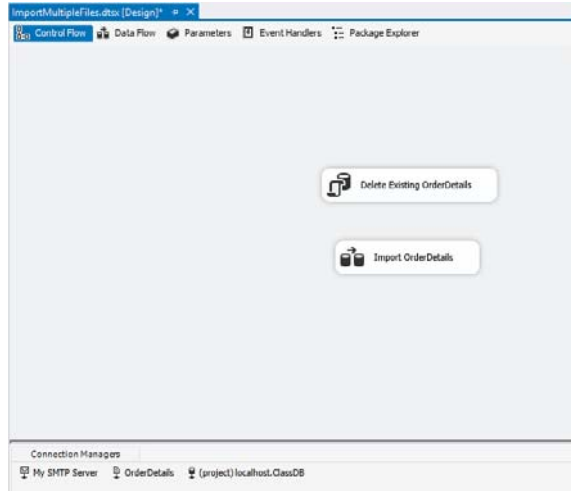 ImportMultipleFiles.dtsx [Design]*
Control Flow Data Flow Parameters Event Handlers Package Explorer
Delete Existing OrderDetails
Import OrderDetails
Connection Managers
My SMTP Server OrderDetails (project) localhost.ClassDB